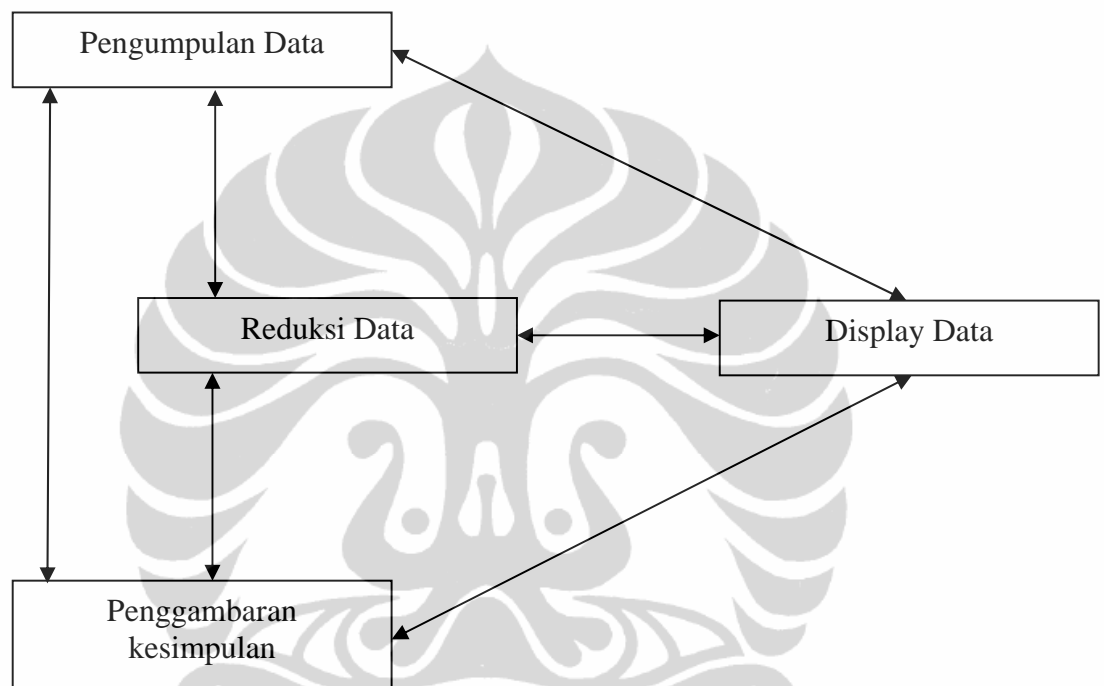 Pengumpulan Data
Reduksi Data
Display Data
Penggambaran
kesimpulan